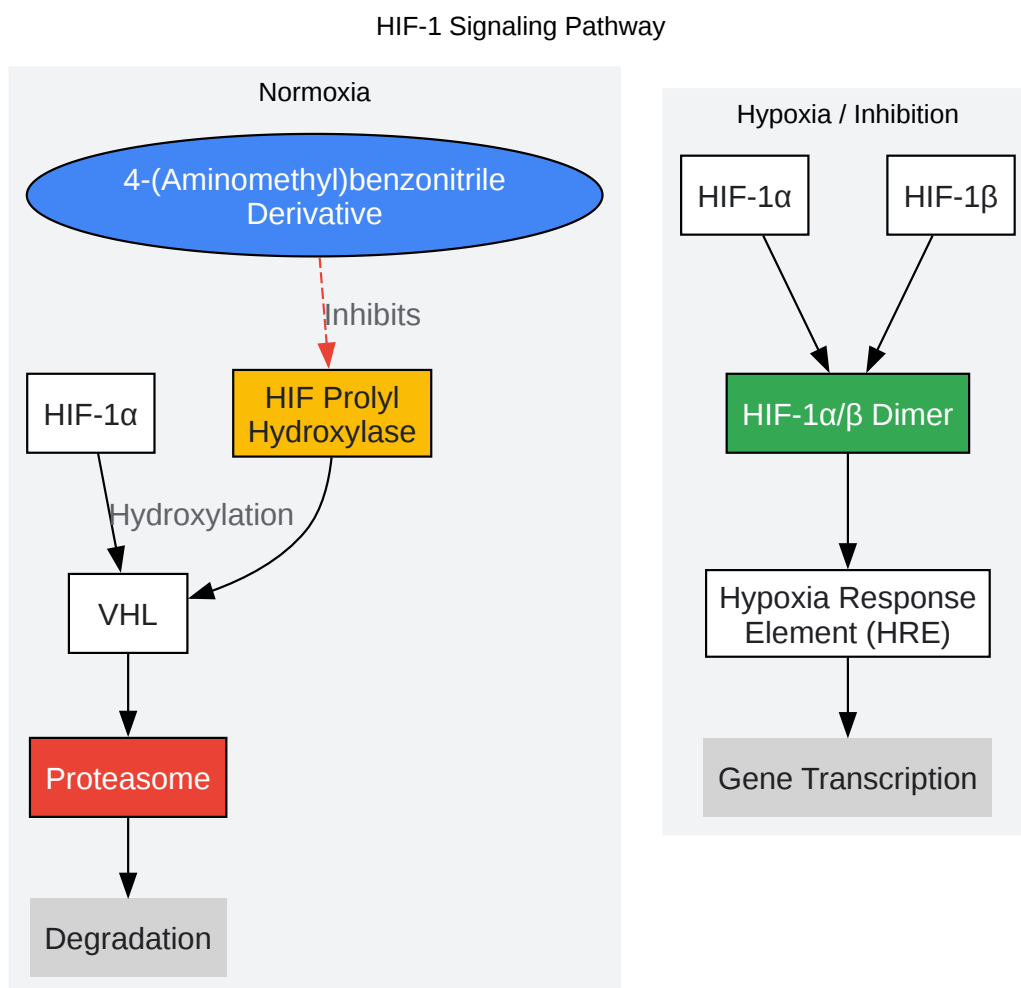 HIF-1 Signaling Pathway
Normoxia
4-(Aminomethyl)benzonitrile
Derivative
Inhibits
HIF-1α
HIF Prolyl
Hydroxylase
Hydroxylation
VHL
Proteasome
Degradation
Hypoxia / Inhibition
HIF-1α
HIF-1β
HIF-1α/β Dimer
Hypoxia Response
Element (HRE)
Gene Transcription